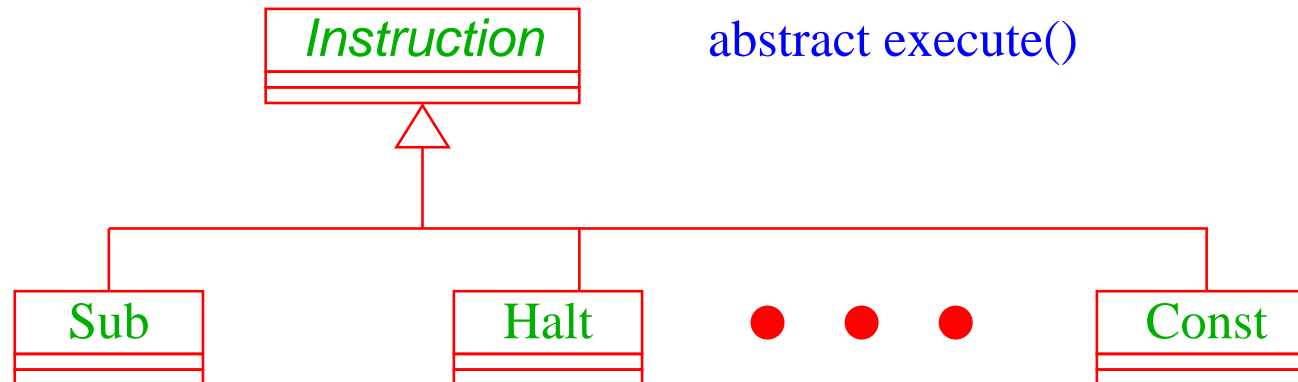 Instruction
abstract execute()
Sub
Halt
Const